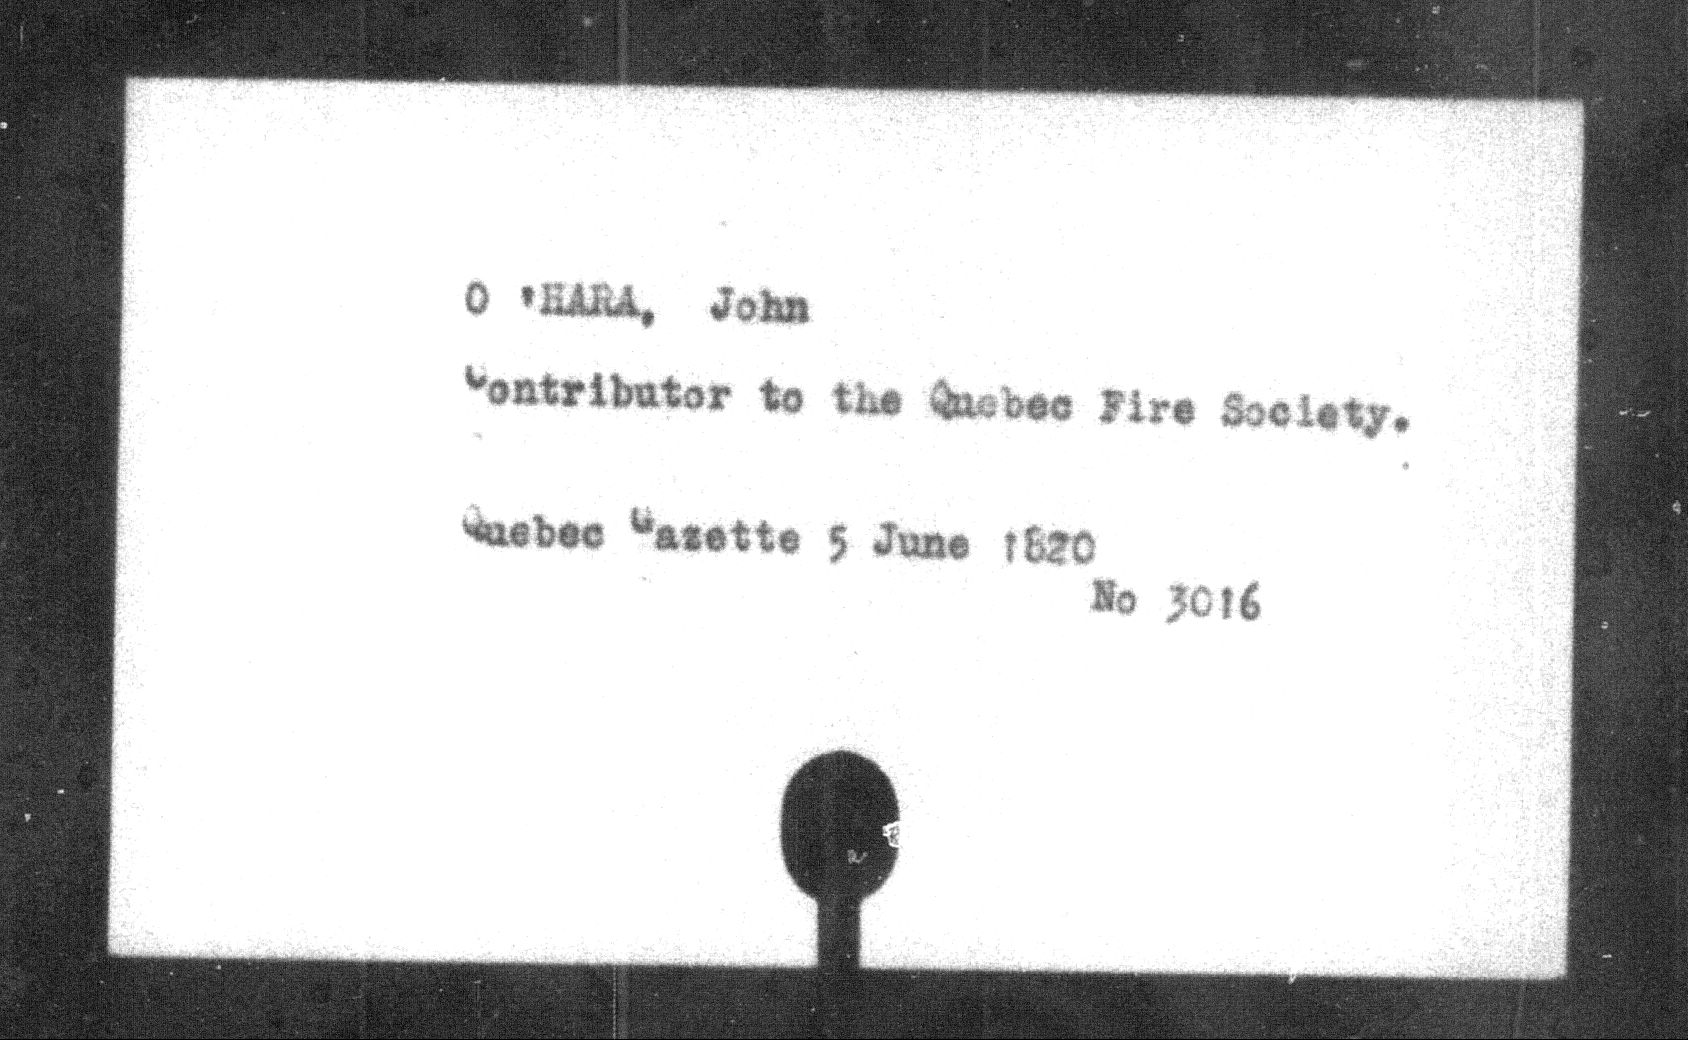 O 'HARA, John
Contributor to the Quebec Fire Society.
Quebec Gazette 5 June 1820
No 3016